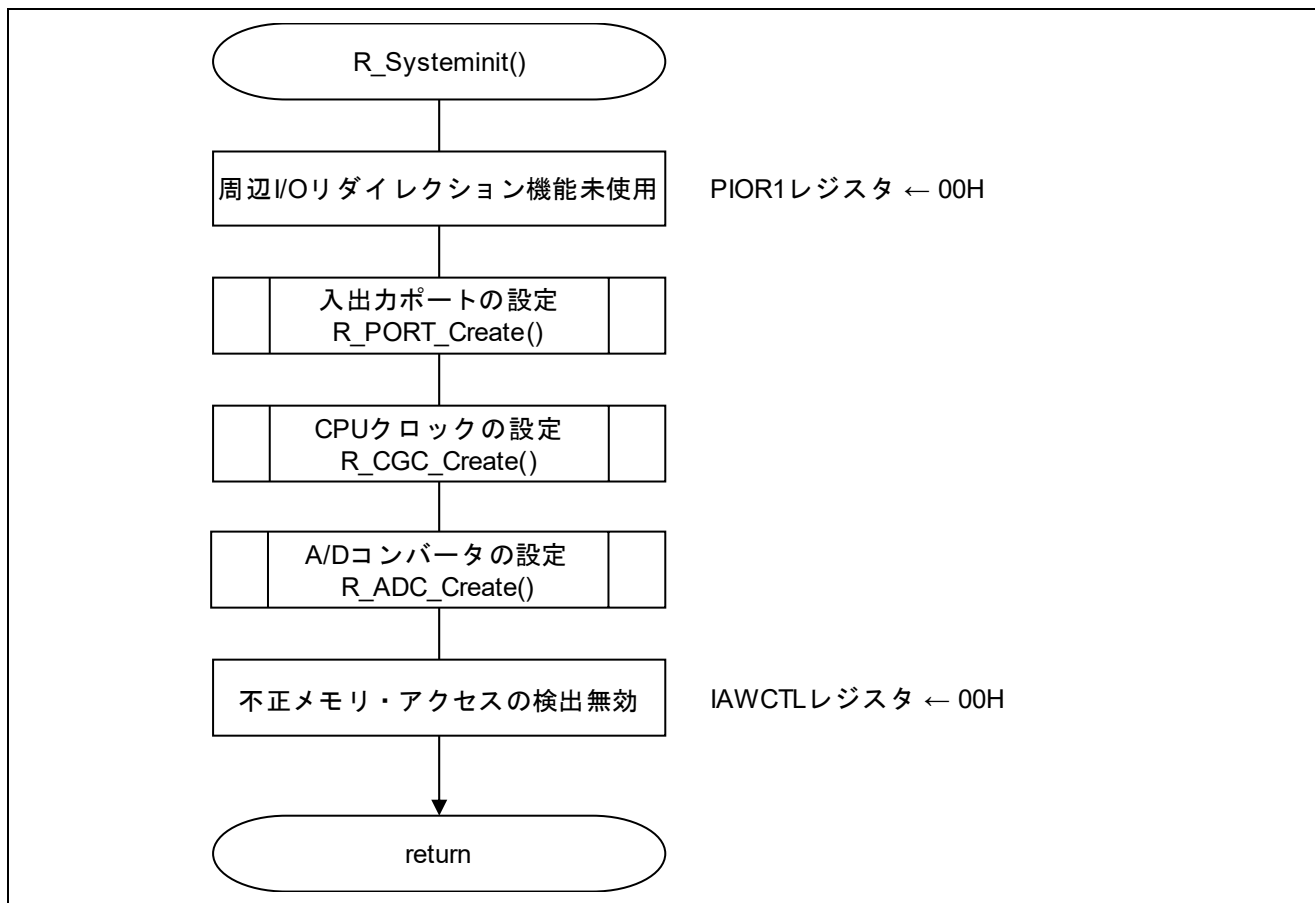 R_Systeminit()
周辺I/Oリダイレクション機能未使用
PIOR1レジスタ ← 00H
入出力ポートの設定
R_PORT_Create()
CPUクロックの設定
R_CGC_Create()
A/Dコンバータの設定
R_ADC_Create()
不正メモリ・アクセスの検出無効
IAWCTLレジスタ ← 00H
return